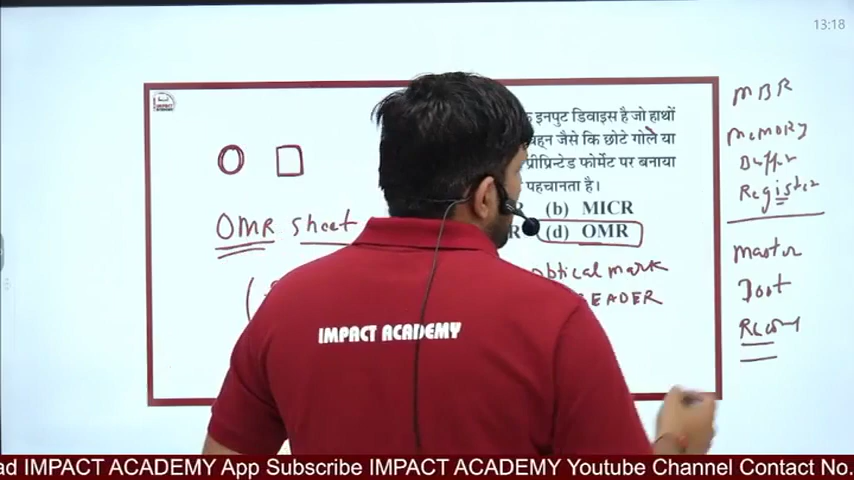 13:18
इनपुट डिवाइस है जो हाथों
जैसे कि छोटे गोले या
प्रीप्रिन्टेड फोर्मेट पर बनाया
पहचानता है।
R (b) MICR
R (d) OMR
OMR sheet
optical mark
READER
MBR
Memory
Buffer
Register
Master
Boot
Record
IMPACT ACADEMY
ad IMPACT ACADEMY App Subscribe IMPACT ACADEMY Youtube Channel Contact No.